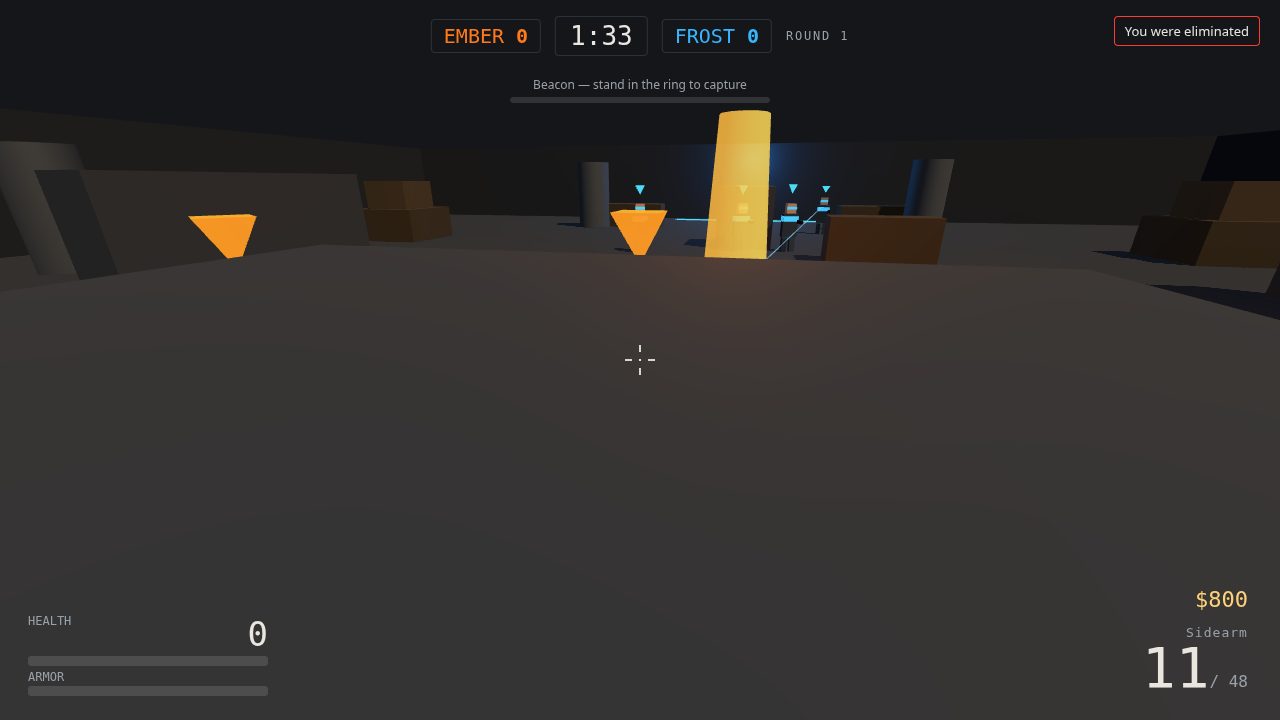 EMBER 0
1:33
FROST 0
ROUND 1
You were eliminated
Beacon — stand in the ring to capture
HEALTH
0
ARMOR
$800
Sidearm
11 / 48